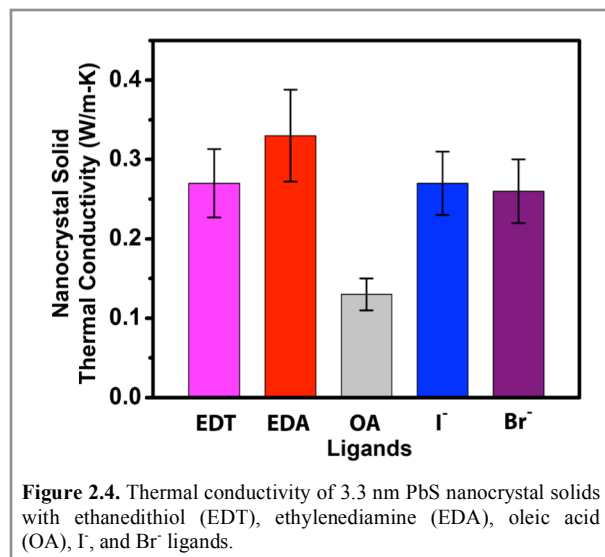 0.4
0.3
0.2
0.1
0.0
Nanocrystal Solid
Thermal Conductivity (W/m-K)
EDT EDA OA I⁻ Br⁻
Ligands
Figure 2.4. Thermal conductivity of 3.3 nm PbS nanocrystal solids
with ethanedithiol (EDT), ethylenediamine (EDA), oleic acid
(OA), I⁻, and Br⁻ ligands.